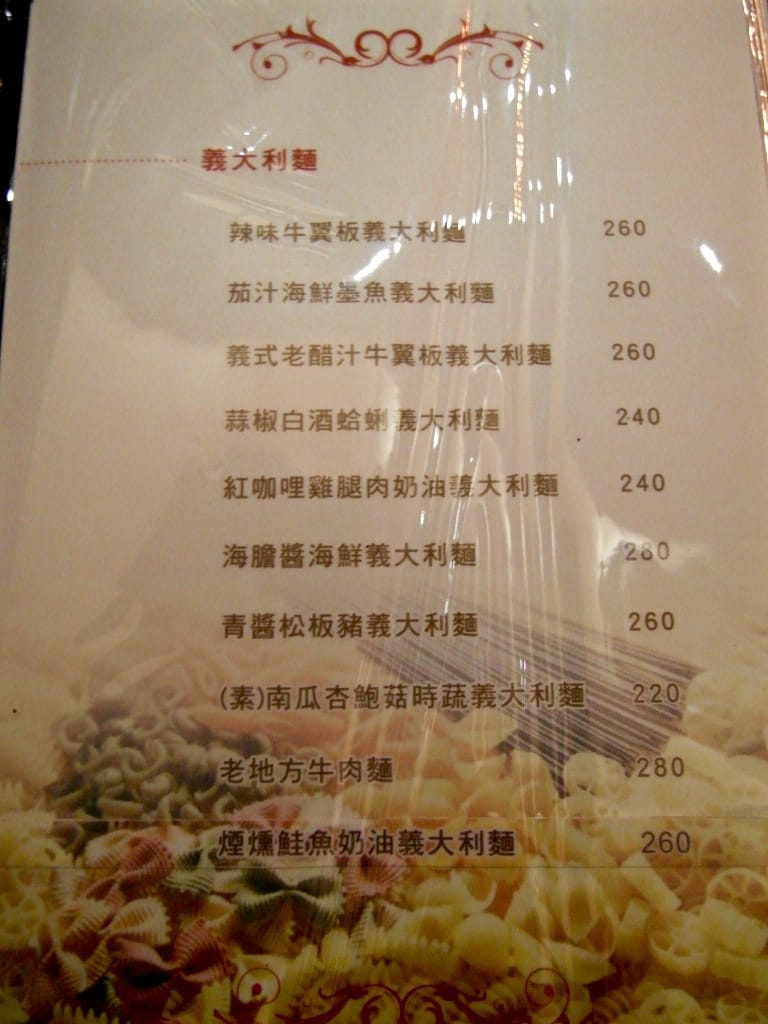 義大利麵
辣味牛翼板義大利麵 260
茄汁海鮮墨魚義大利麵 260
義式老醋汁牛翼板義大利麵 260
蒜椒白酒蛤蜊義大利麵 240
紅咖哩雞腿肉奶油義大利麵 240
海膽醬海鮮義大利麵 280
青醬松板豬義大利麵 260
(素)南瓜杏鮑菇時蔬義大利麵 220
老地方牛肉麵 280
煙燻鮭魚奶油義大利麵 260